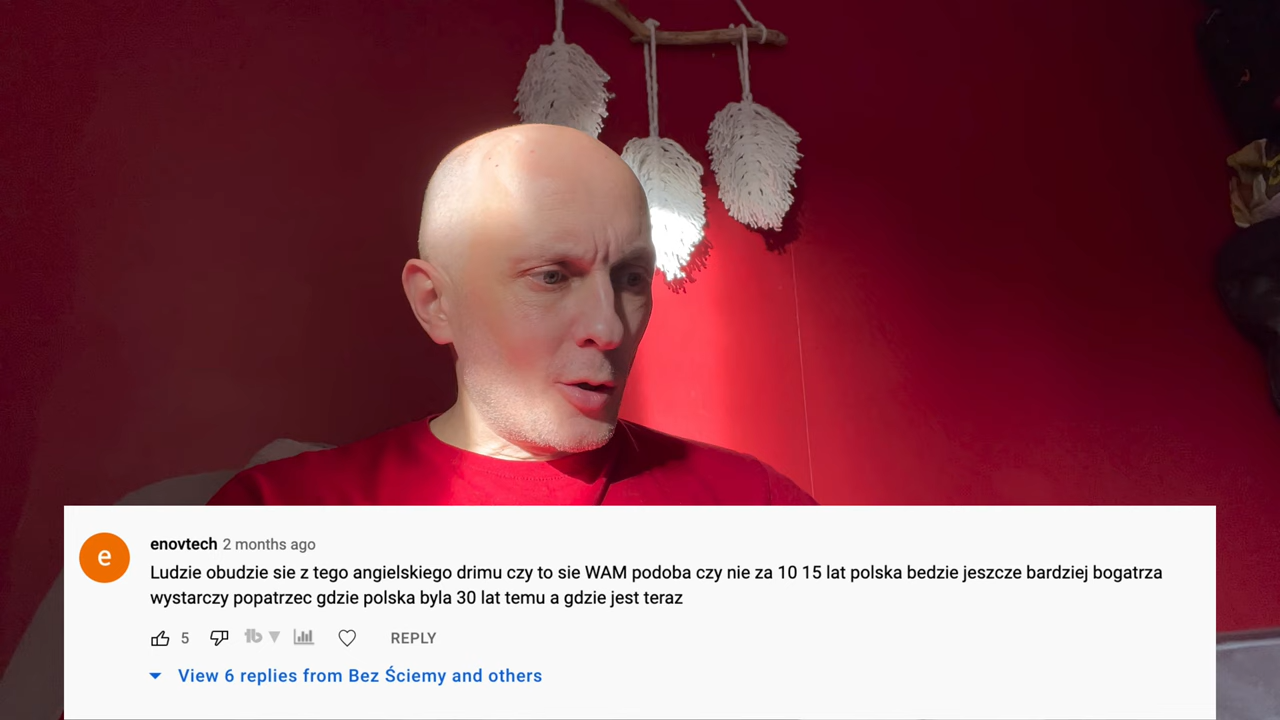 e
enovtech 2 months ago
Ludzie obudzie sie z tego angielskiego drimu czy to sie WAM podoba czy nie za 10 15 lat polska bedzie jeszcze bardziej bogatrza
wystarczy popatrzec gdzie polska byla 30 lat temu a gdzie jest teraz
5 tb REPLY
View 6 replies from Bez Ściemy and others